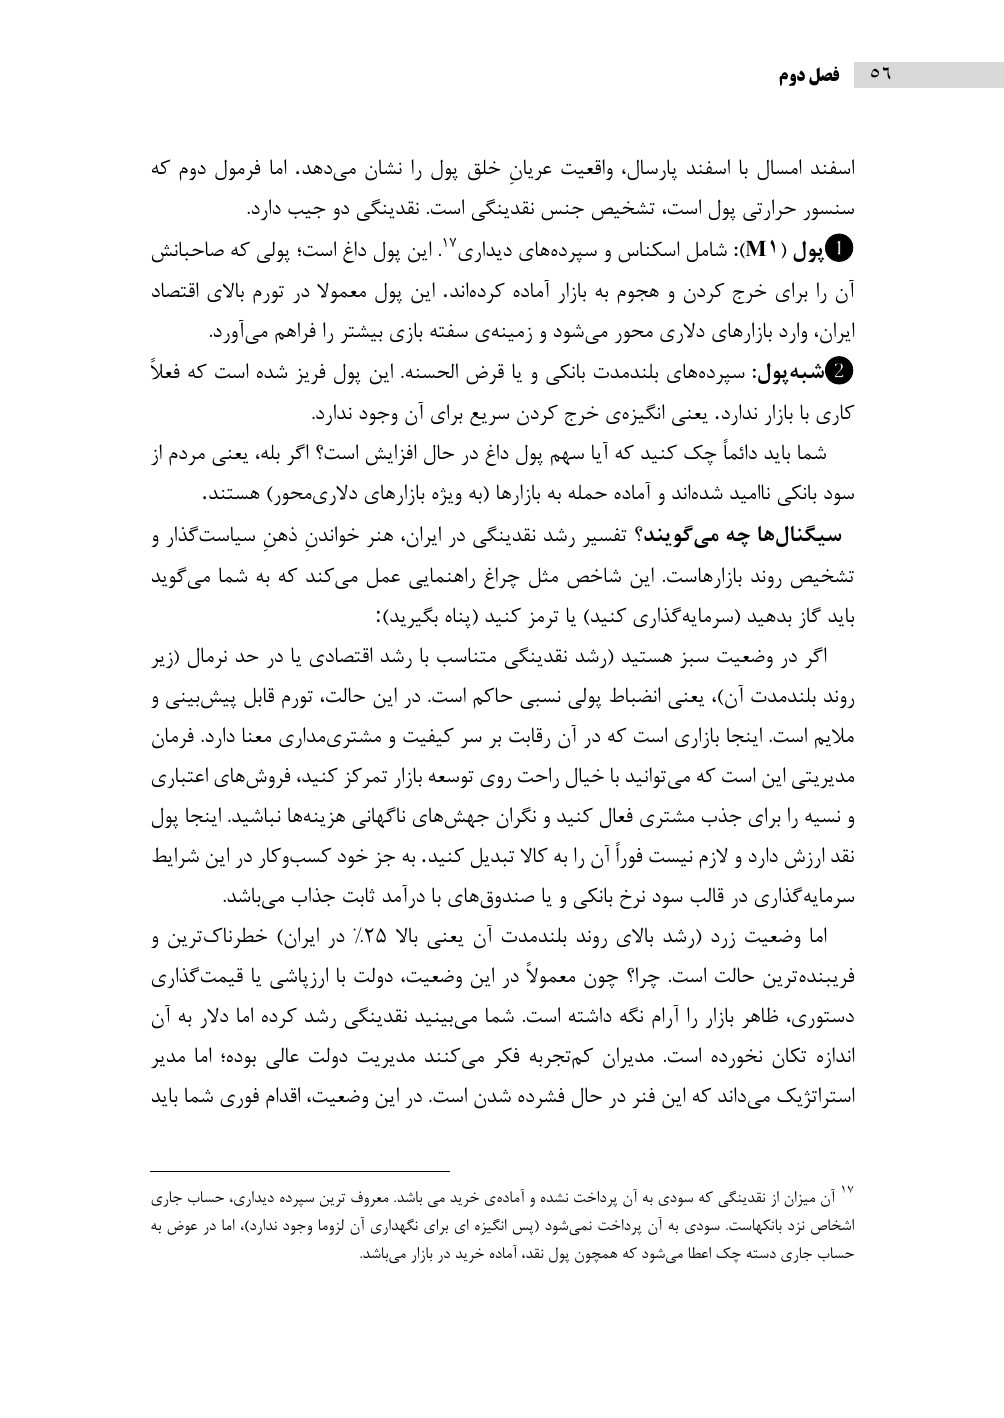 ۵۶ فصل دوم
اسفند امسال با اسفند پارسال، واقعیت عریانِ خلق پول را نشان می‌دهد. اما فرمول دوم که
سنسور حرارتی پول است، تشخیص جنس نقدینگی است. نقدینگی دو جیب دارد.
❶پول (M۱): شامل اسکناس و سپرده‌های دیداری۱۷. این پول داغ است؛ پولی که صاحبانش
آن را برای خرج کردن و هجوم به بازار آماده کرده‌اند. این پول معمولا در تورم بالای اقتصاد
ایران، وارد بازارهای دلاری محور می‌شود و زمینه‌ی سفته بازی بیشتر را فراهم می‌آورد.
❷شبه‌پول: سپرده‌های بلندمدت بانکی و یا قرض الحسنه. این پول فریز شده است که فعلاً
کاری با بازار ندارد. یعنی انگیزه‌ی خرج کردن سریع برای آن وجود ندارد.
شما باید دائماً چک کنید که آیا سهم پول داغ در حال افزایش است؟ اگر بله، یعنی مردم از
سود بانکی ناامید شده‌اند و آماده حمله به بازارها (به ویژه بازارهای دلاری‌محور) هستند.
سیگنال‌ها چه می‌گویند؟ تفسیر رشد نقدینگی در ایران، هنر خواندنِ ذهنِ سیاست‌گذار و
تشخیص روند بازارهاست. این شاخص مثل چراغ راهنمایی عمل می‌کند که به شما می‌گوید
باید گاز بدهید (سرمایه‌گذاری کنید) یا ترمز کنید (پناه بگیرید):
اگر در وضعیت سبز هستید (رشد نقدینگی متناسب با رشد اقتصادی یا در حد نرمال (زیر
روند بلندمدت آن)، یعنی انضباط پولی نسبی حاکم است. در این حالت، تورم قابل پیش‌بینی و
ملایم است. اینجا بازاری است که در آن رقابت بر سر کیفیت و مشتری‌مداری معنا دارد. فرمان
مدیریتی این است که می‌توانید با خیال راحت روی توسعه بازار تمرکز کنید، فروش‌های اعتباری
و نسیه را برای جذب مشتری فعال کنید و نگران جهش‌های ناگهانی هزینه‌ها نباشید. اینجا پول
نقد ارزش دارد و لازم نیست فوراً آن را به کالا تبدیل کنید. به جز خود کسب‌وکار در این شرایط
سرمایه‌گذاری در قالب سود نرخ بانکی و یا صندوق‌های با درآمد ثابت جذاب می‌باشد.
اما وضعیت زرد (رشد بالای روند بلندمدت آن یعنی بالا ۲۵٪ در ایران) خطرناک‌ترین و
فریبنده‌ترین حالت است. چرا؟ چون معمولاً در این وضعیت، دولت با ارزپاشی یا قیمت‌گذاری
دستوری، ظاهر بازار را آرام نگه داشته است. شما می‌بینید نقدینگی رشد کرده اما دلار به آن
اندازه تکان نخورده است. مدیران کم‌تجربه فکر می‌کنند مدیریت دولت عالی بوده؛ اما مدیر
استراتژیک می‌داند که این فنر در حال فشرده شدن است. در این وضعیت، اقدام فوری شما باید
۱۷ آن میزان از نقدینگی که سودی به آن پرداخت نشده و آماده‌ی خرید می باشد. معروف ترین سپرده دیداری، حساب جاری
اشخاص نزد بانکهاست. سودی به آن پرداخت نمی‌شود (پس انگیزه ای برای نگهداری آن لزوما وجود ندارد)، اما در عوض به
حساب جاری دسته چک اعطا می‌شود که همچون پول نقد، آماده خرید در بازار می‌باشد.